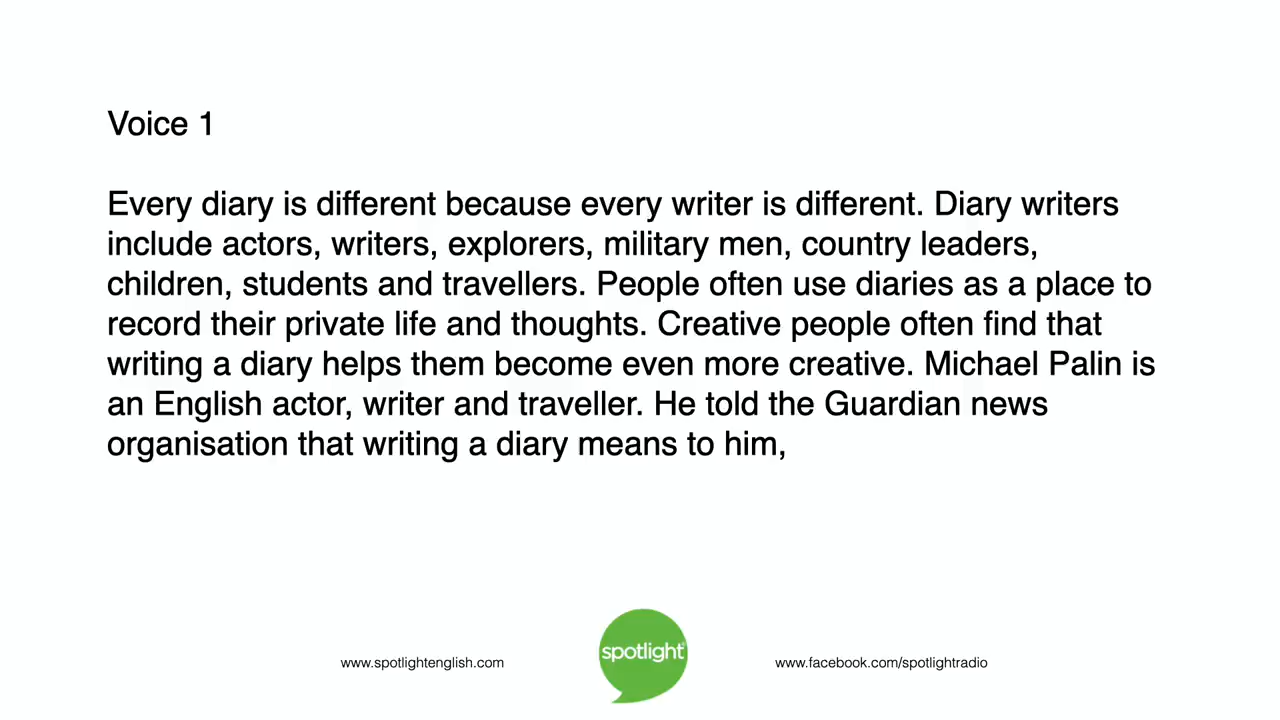 Voice 1
Every diary is different because every writer is different. Diary writers
include actors, writers, explorers, military men, country leaders,
children, students and travellers. People often use diaries as a place to
record their private life and thoughts. Creative people often find that
writing a diary helps them become even more creative. Michael Palin is
an English actor, writer and traveller. He told the Guardian news
organisation that writing a diary means to him,
www.spotlightenglish.com
spotlight®
www.facebook.com/spotlightradio